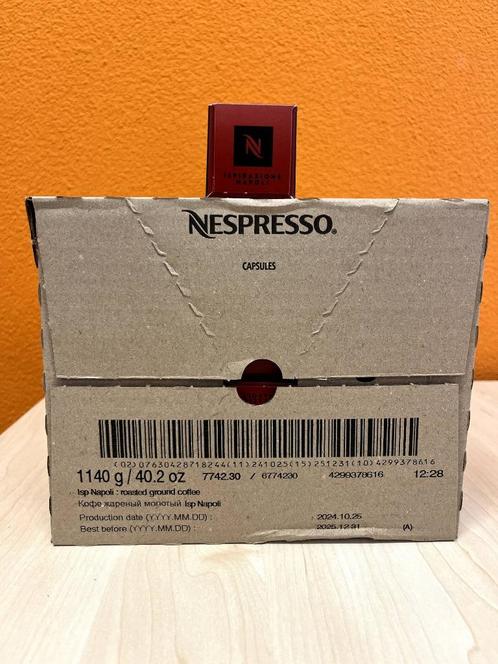 N
ISPIRAZIONE
NAPOLI
NESPRESSO®
CAPSULES
(02)07630428718244(11)241025(15)251231(10)4299378616
1140 g / 40.2 oz 7742.30 / 6774230 4299378616 12:28
Isp Napoli : roasted ground coffee
Кофе жареный молотый Isp Napoli
Production date (YYYY.MM.DD) : 2024.10.25
Best before (YYYY.MM.DD) : 2025.12.31 (A)